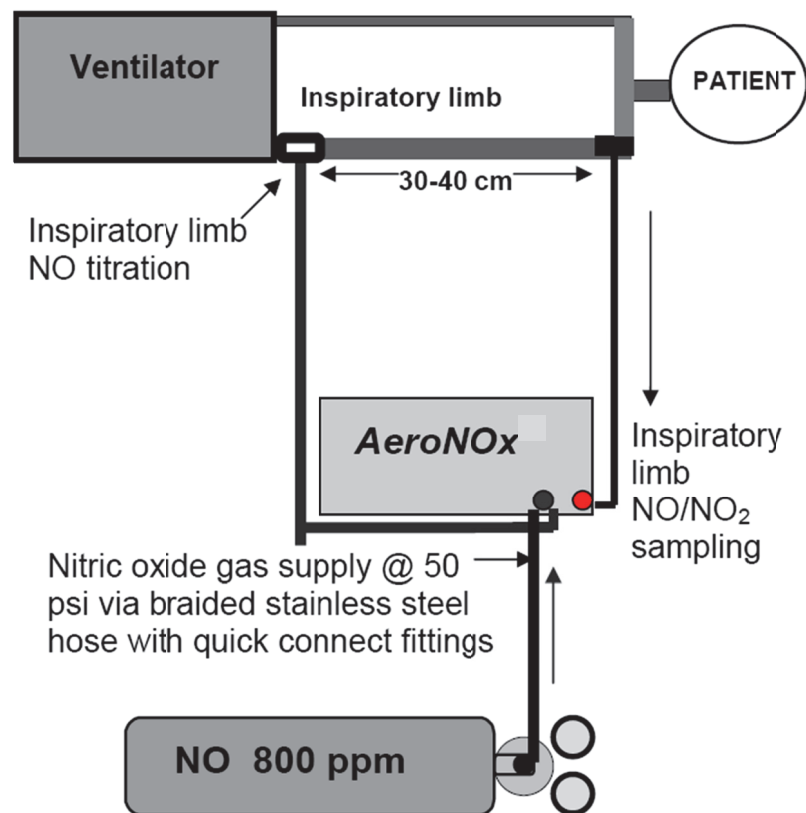 Ventilator
PATIENT
Inspiratory limb
30-40 cm
Inspiratory limb
NO titration
AeroNOx
Inspiratory
limb
NO/NO₂
sampling
Nitric oxide gas supply @ 50
psi via braided stainless steel
hose with quick connect fittings
NO 800 ppm